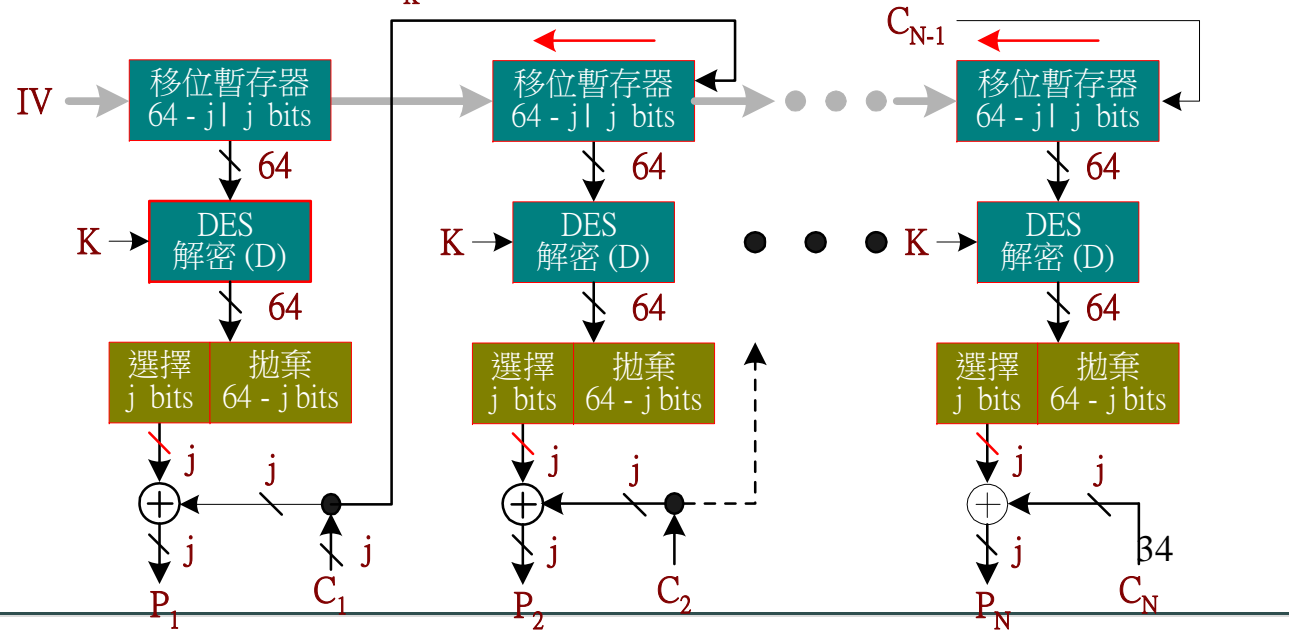 K
C_{N-1}
IV
移位暫存器
64 - j| j bits
移位暫存器
64 - j| j bits
移位暫存器
64 - j| j bits
64
64
64
K
DES
解密 (D)
K
DES
解密 (D)
K
DES
解密 (D)
64
64
64
選擇
j bits
拋棄
64 - j bits
選擇
j bits
拋棄
64 - j bits
選擇
j bits
拋棄
64 - j bits
j
j
j
j
j
j
j
j
j
j
34
P_1
C_1
P_2
C_2
P_N
C_N